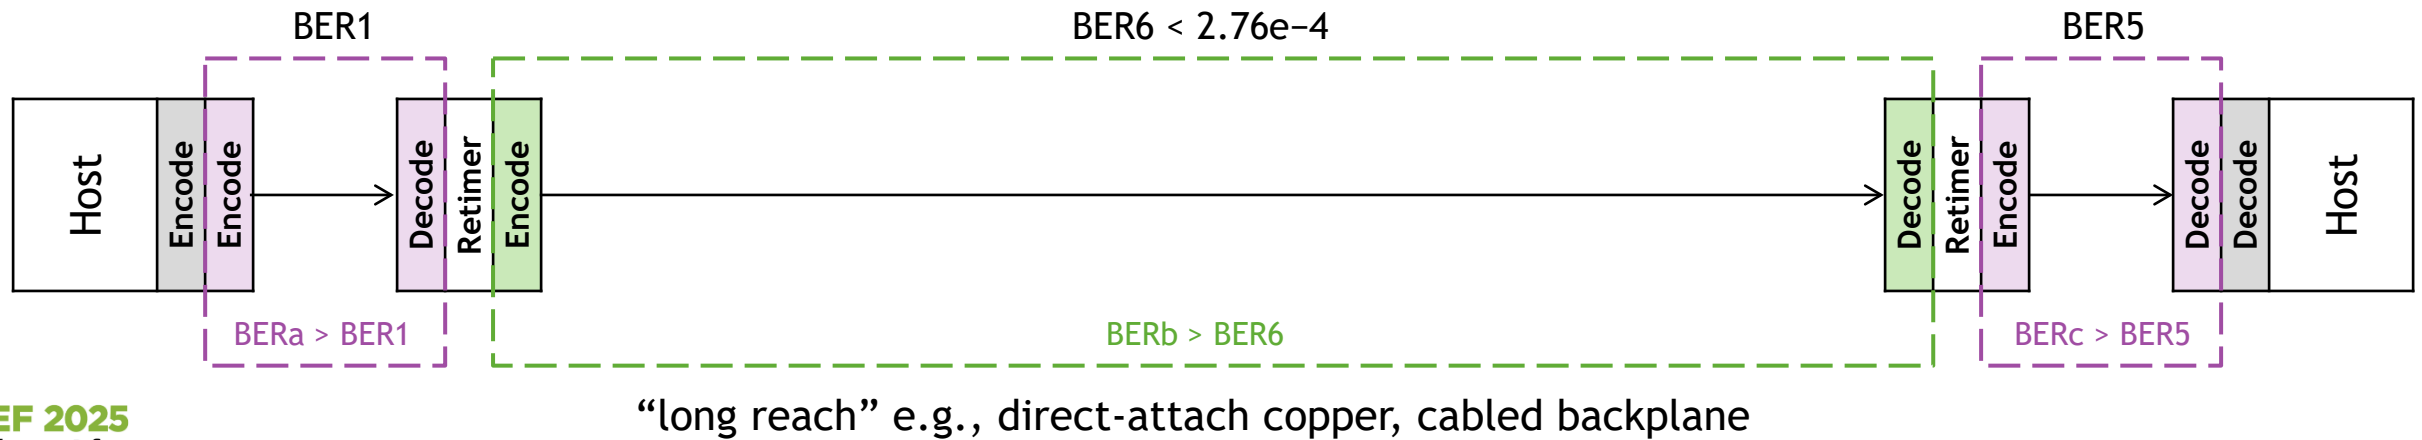 BER1
BER6 < 2.76e−4
BER5
Host
Encode
Encode
Decode
Retimer
Encode
Decode
Retimer
Encode
Decode
Decode
Host
BERa > BER1
BERb > BER6
BERc > BER5
“long reach” e.g., direct-attach copper, cabled backplane
EF 2025